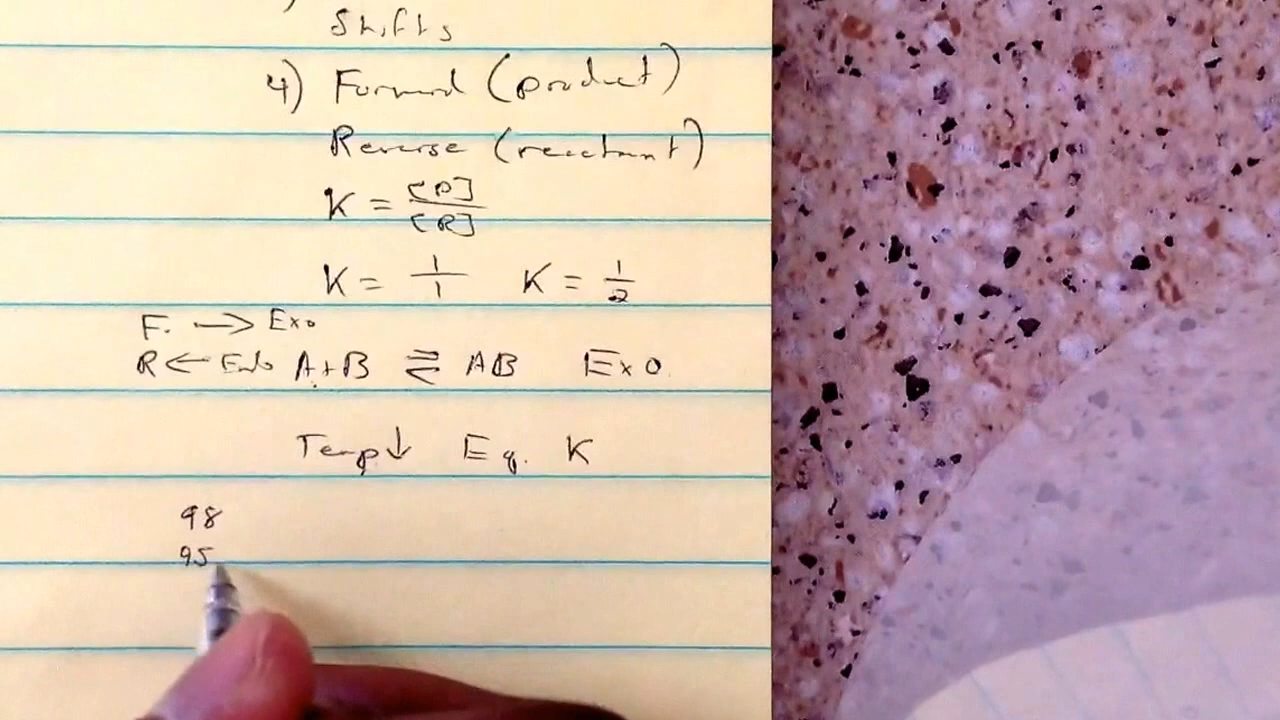 Shifts
4) Forward (product)
Reverse (reactant)
K = [P]/[R]
K = 1/1 K = 1/2
F. → Exo
R ← Endo A+B ⇌ AB Exo.
Temp↓ Eq. K
98
95